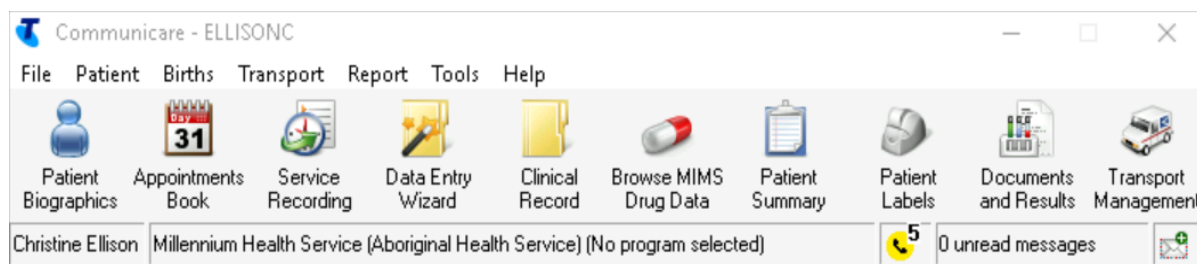 Communicare - ELLISONC
File Patient Births Transport Report Tools Help
Day
31
Patient Biographics
Appointments Book
Service Recording
Data Entry Wizard
Clinical Record
Browse MIMS Drug Data
Patient Summary
Patient Labels
Documents and Results
Transport Management
Christine Ellison Millennium Health Service (Aboriginal Health Service) (No program selected) 5 0 unread messages